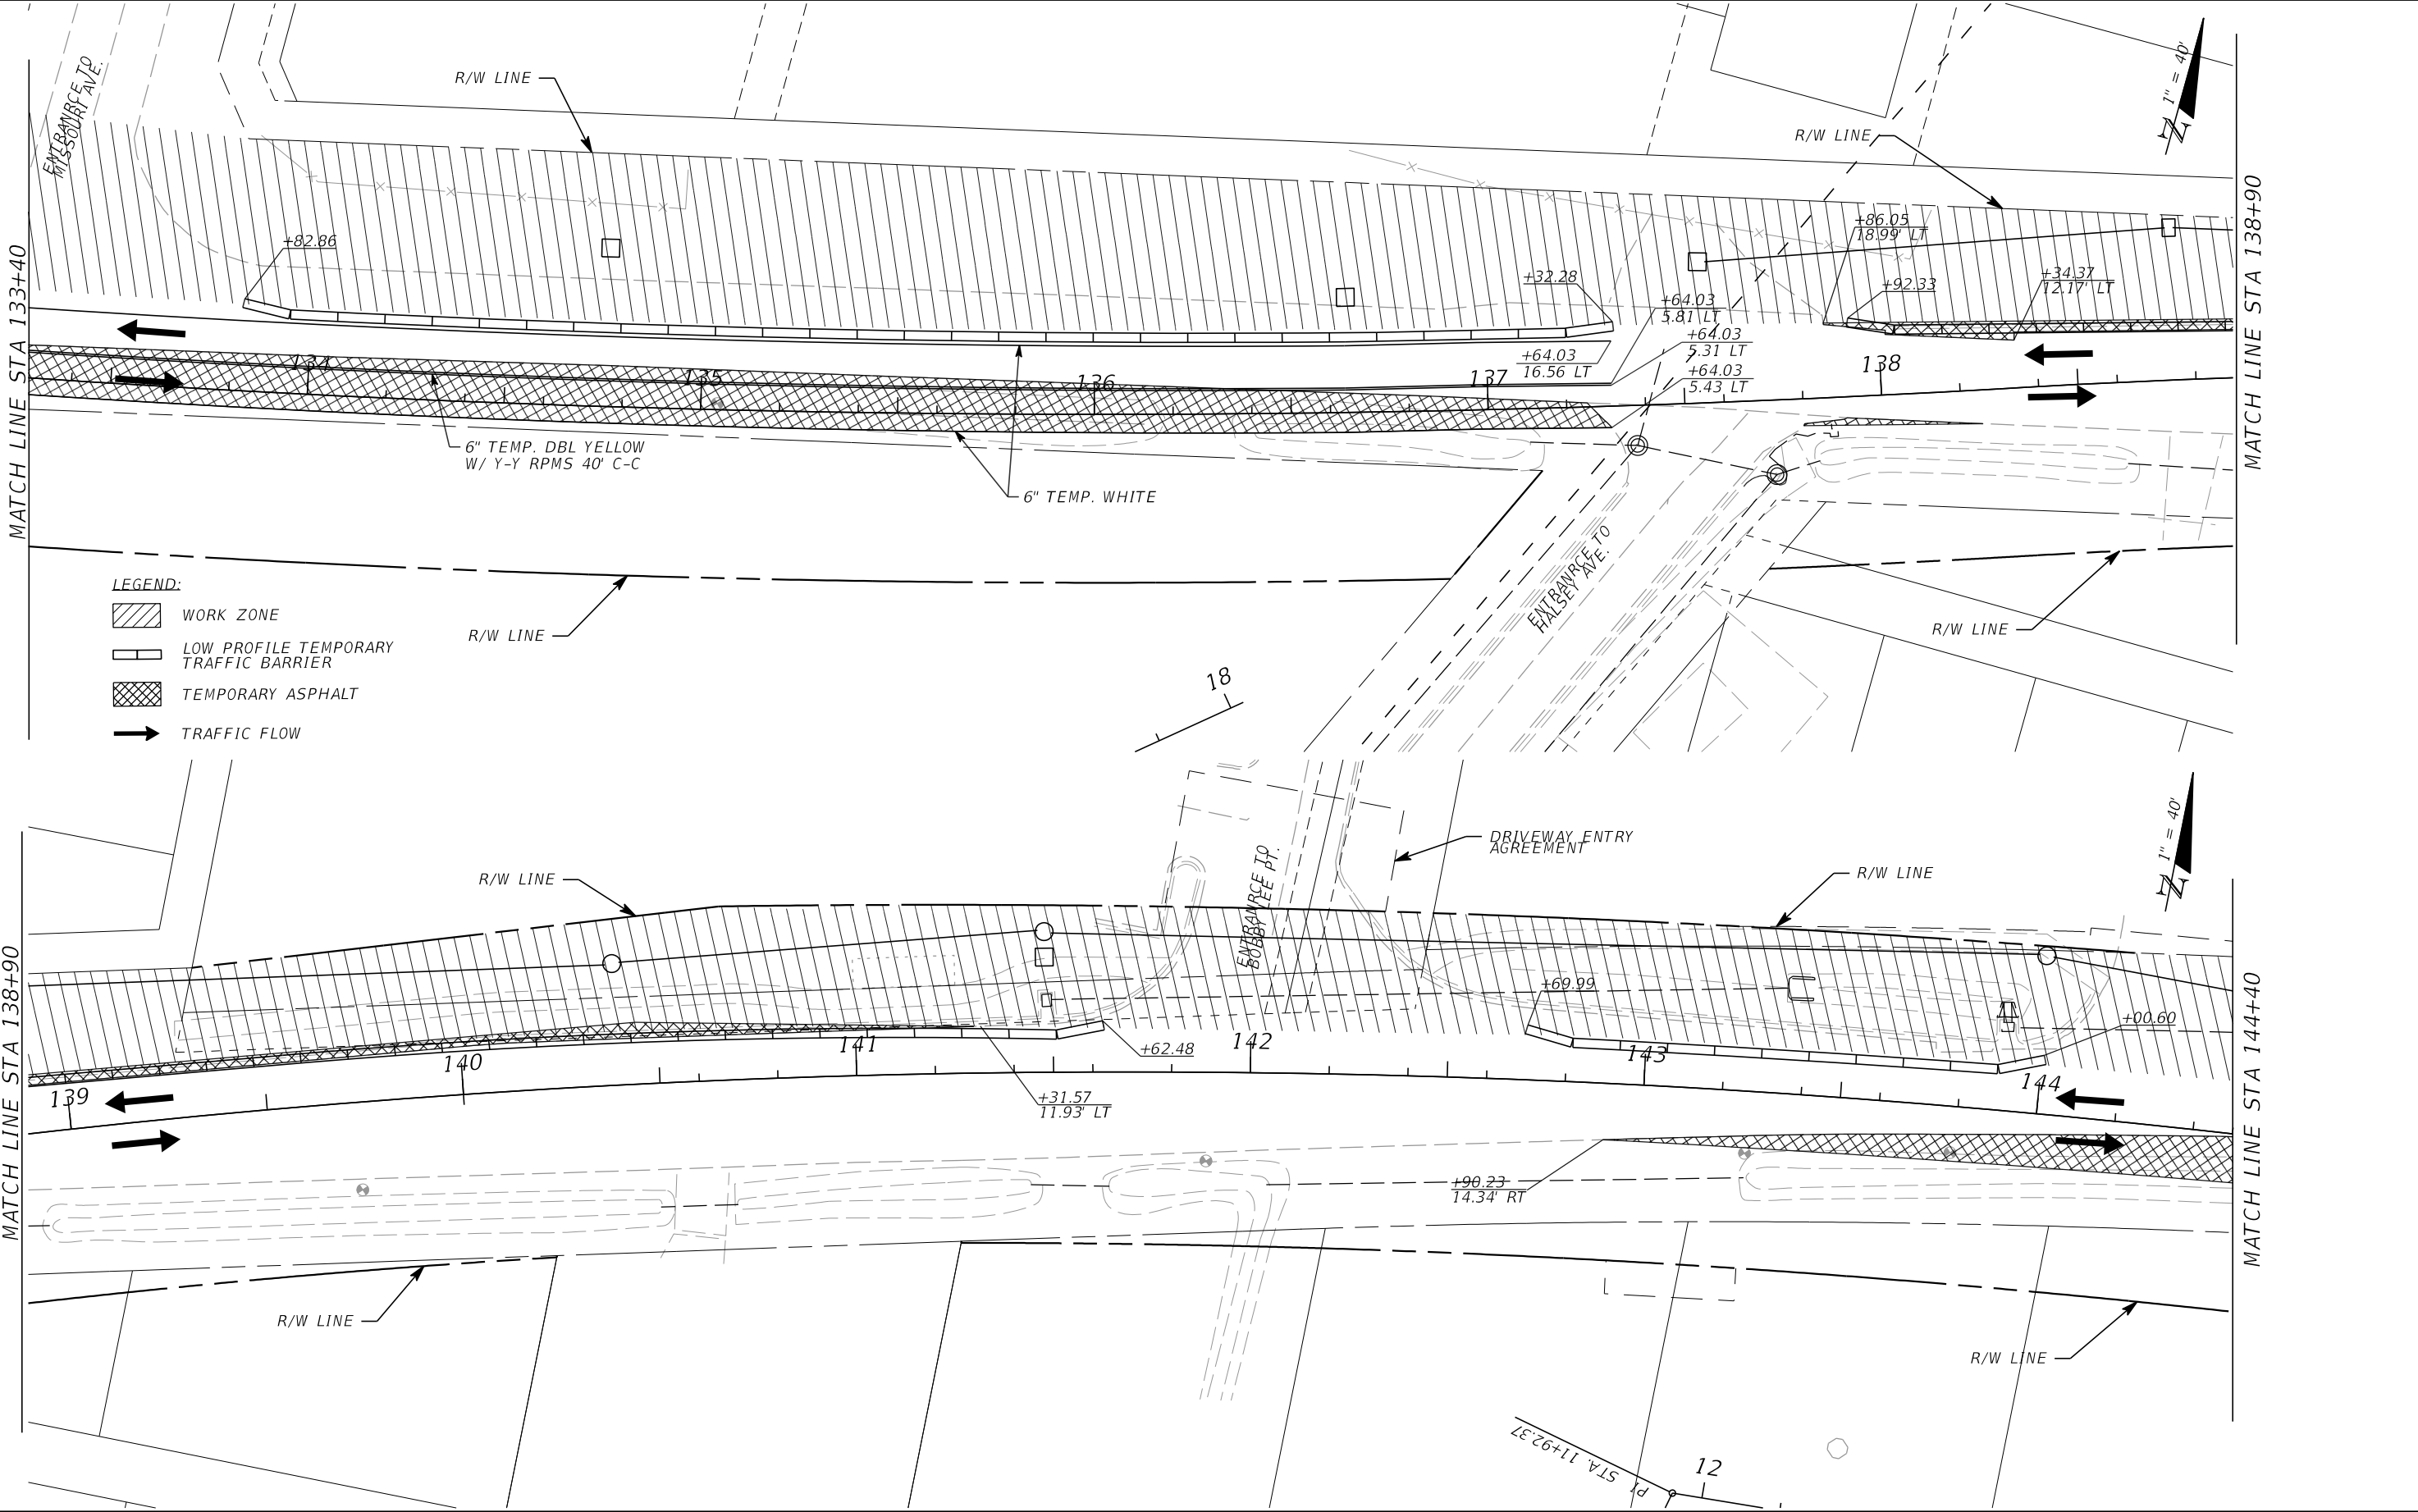 ENTRANRCE TO
MISSOURI AVE.
R/W LINE
R/W LINE
1" = 40'
N
MATCH LINE STA 133+40
MATCH LINE STA 138+90
+82.86
+32.28
+64.03
5.81 LT
+86.05
18.99' LT
+92.33
+34.37
12.17' LT
+64.03
5.31 LT
+64.03
16.56 LT
+64.03
5.43 LT
134
135
136
137
138
6" TEMP. DBL YELLOW
W/ Y-Y RPMS 40' C-C
6" TEMP. WHITE
ENTRANRCE TO
HALSEY AVE.
R/W LINE
R/W LINE
LEGEND:
WORK ZONE
LOW PROFILE TEMPORARY
TRAFFIC BARRIER
TEMPORARY ASPHALT
TRAFFIC FLOW
18
MATCH LINE STA 138+90
MATCH LINE STA 144+40
1" = 40'
N
R/W LINE
ENTRANRCE TO
BOBBY LEE PT.
DRIVEWAY ENTRY
AGREEMENT
R/W LINE
+69.99
+00.60
+62.48
+31.57
11.93' LT
139
140
141
142
143
144
+90.23
14.34' RT
R/W LINE
R/W LINE
PI STA. 11+92.37
12